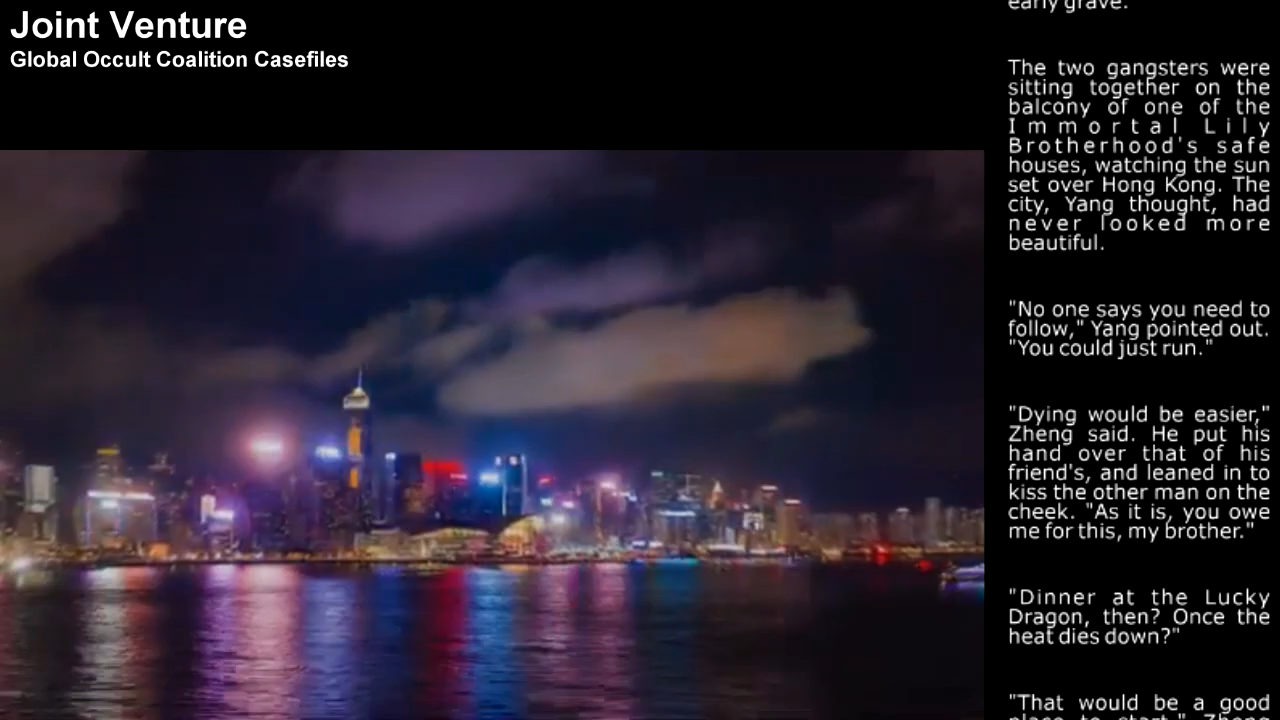 Joint Venture
Global Occult Coalition Casefiles
early grave.
The two gangsters were
sitting together on the
balcony of one of the
Immortal Lily
Brotherhood's safe
houses, watching the sun
set over Hong Kong. The
city, Yang thought, had
never looked more
beautiful.
"No one says you need to
follow," Yang pointed out.
"You could just run."
"Dying would be easier,"
Zheng said. He put his
hand over that of his
friend's, and leaned in to
kiss the other man on the
cheek. "As it is, you owe
me for this, my brother."
"Dinner at the Lucky
Dragon, then? Once the
heat dies down?"
"That would be a good
place to start," Zheng